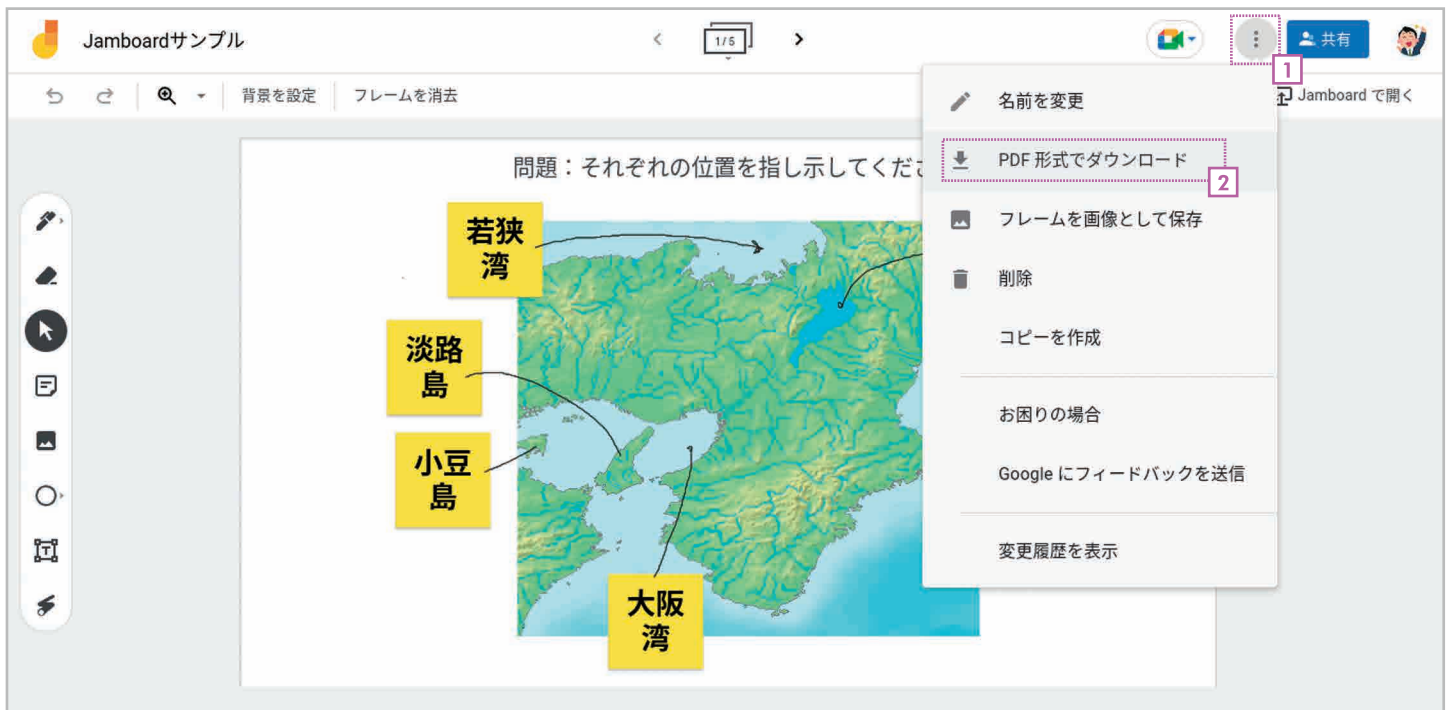 Jamboardサンプル
1/5
共有
1
背景を設定
フレームを消去
Jamboard で開く
名前を変更
PDF 形式でダウンロード
2
フレームを画像として保存
削除
コピーを作成
お困りの場合
Google にフィードバックを送信
変更履歴を表示
問題：それぞれの位置を指し示してくだ
若狭
湾
淡路
島
小豆
島
大阪
湾